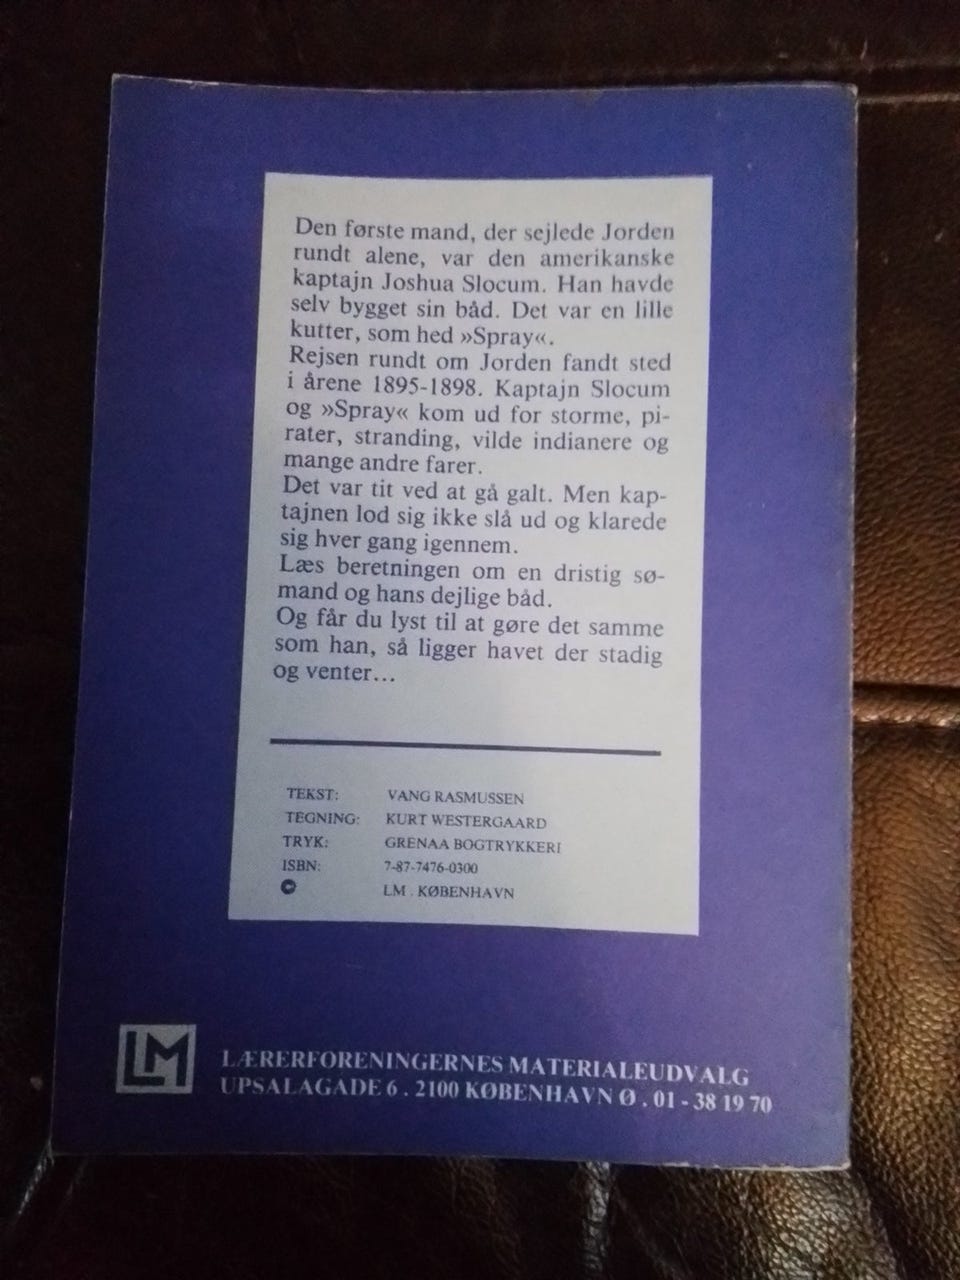 Den første mand, der sejlede Jorden
rundt alene, var den amerikanske
kaptajn Joshua Slocum. Han havde
selv bygget sin båd. Det var en lille
kutter, som hed »Spray«.
Rejsen rundt om Jorden fandt sted
i årene 1895-1898. Kaptajn Slocum
og »Spray« kom ud for storme, pi-
rater, stranding, vilde indianere og
mange andre farer.
Det var tit ved at gå galt. Men kap-
tajnen lod sig ikke slå ud og klarede
sig hver gang igennem.
Læs beretningen om en dristig sø-
mand og hans dejlige båd.
Og får du lyst til at gøre det samme
som han, så ligger havet der stadig
og venter...
TEKST: VANG RASMUSSEN
TEGNING: KURT WESTERGAARD
TRYK: GRENAA BOGTRYKKERI
ISBN: 7-87-7476-0300
© LM . KØBENHAVN
LM
LÆRERFORENINGERNES MATERIALEUDVALG
UPSALAGADE 6 . 2100 KØBENHAVN Ø . 01 - 38 19 70